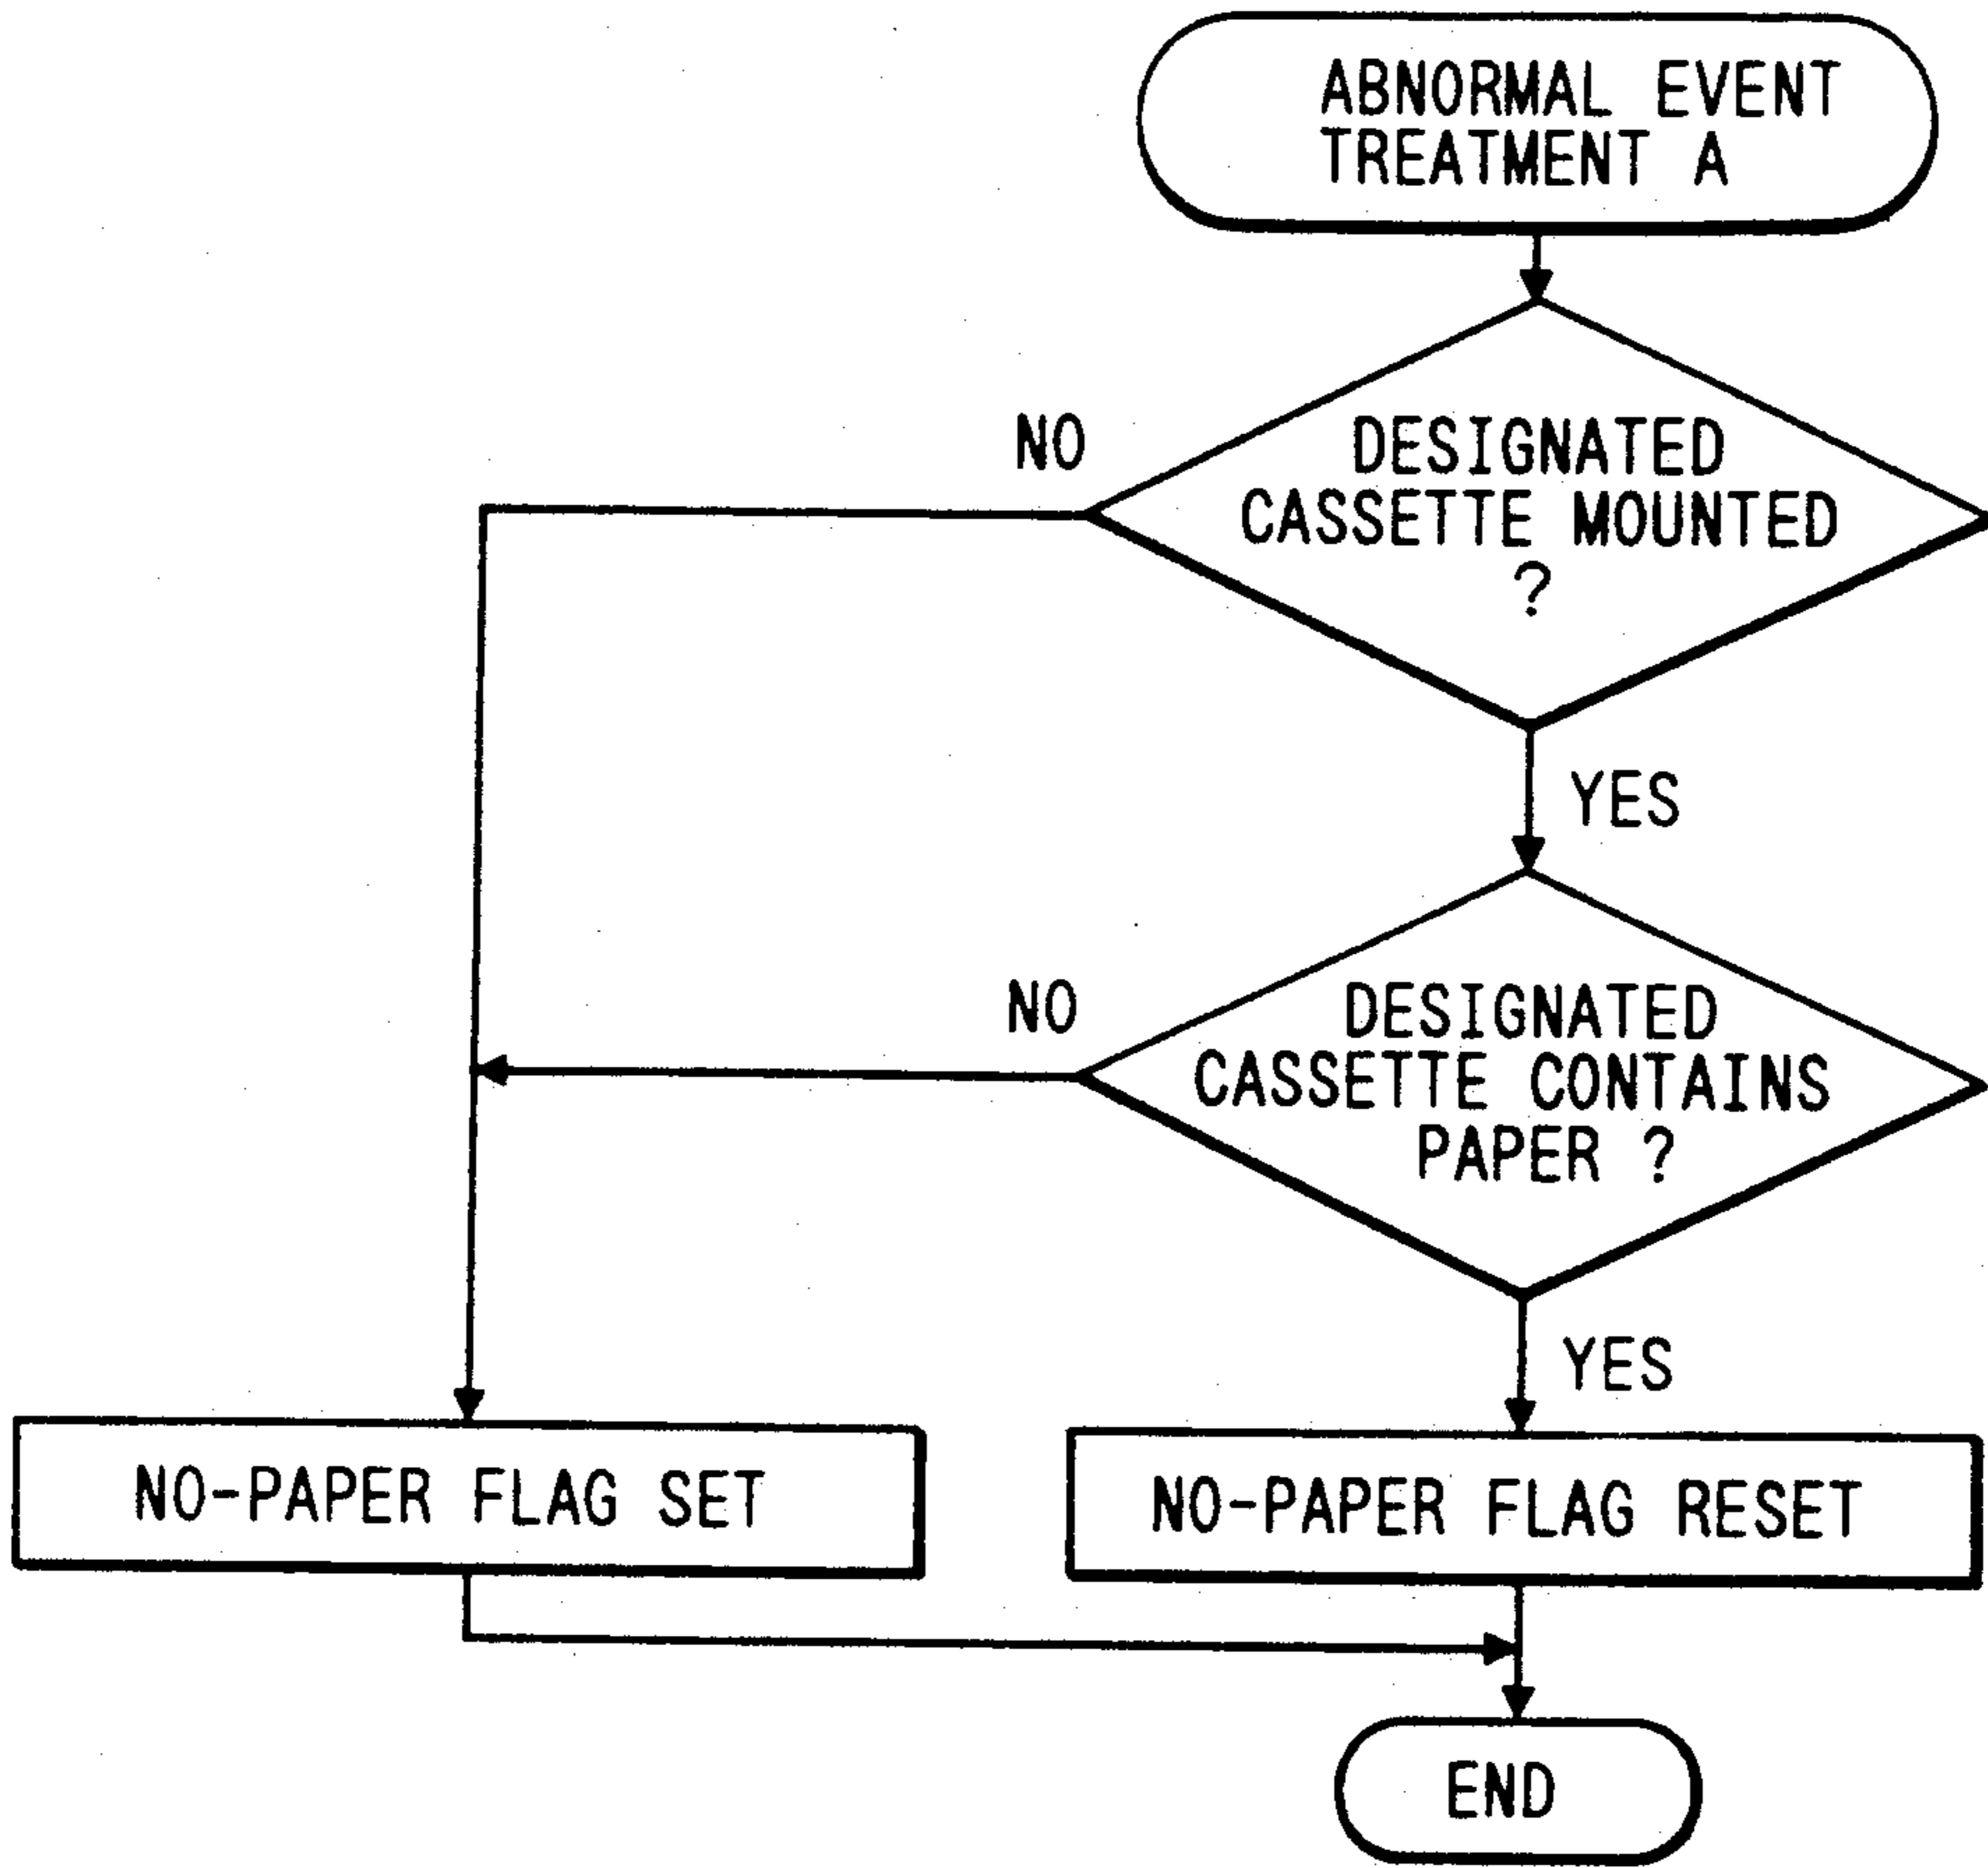 ABNORMAL EVENT
TREATMENT A
NO
DESIGNATED
CASSETTE MOUNTED
?
YES
NO
DESIGNATED
CASSETTE CONTAINS
PAPER ?
YES
NO-PAPER FLAG SET
NO-PAPER FLAG RESET
END